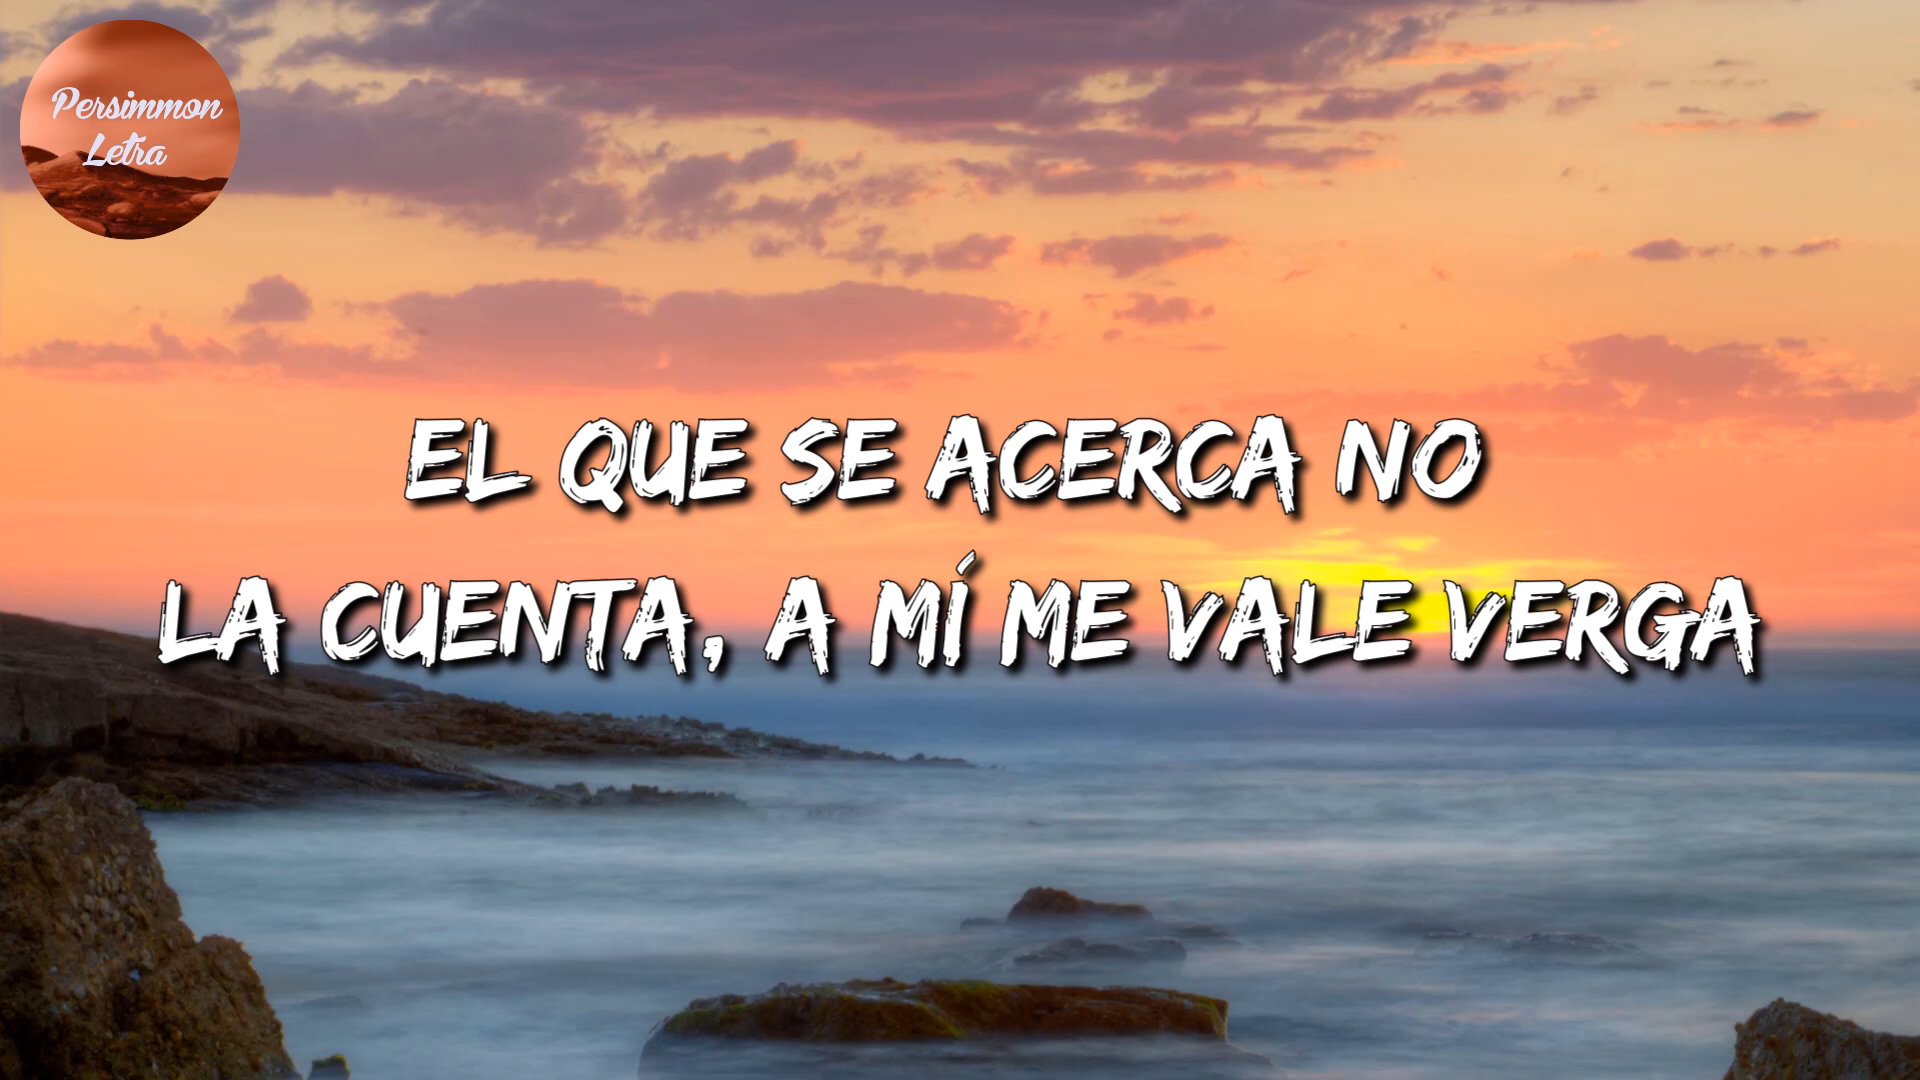 Persimmon
Letra
EL QUE SE ACERCA NO
LA CUENTA, A MÍ ME VALE VERGA